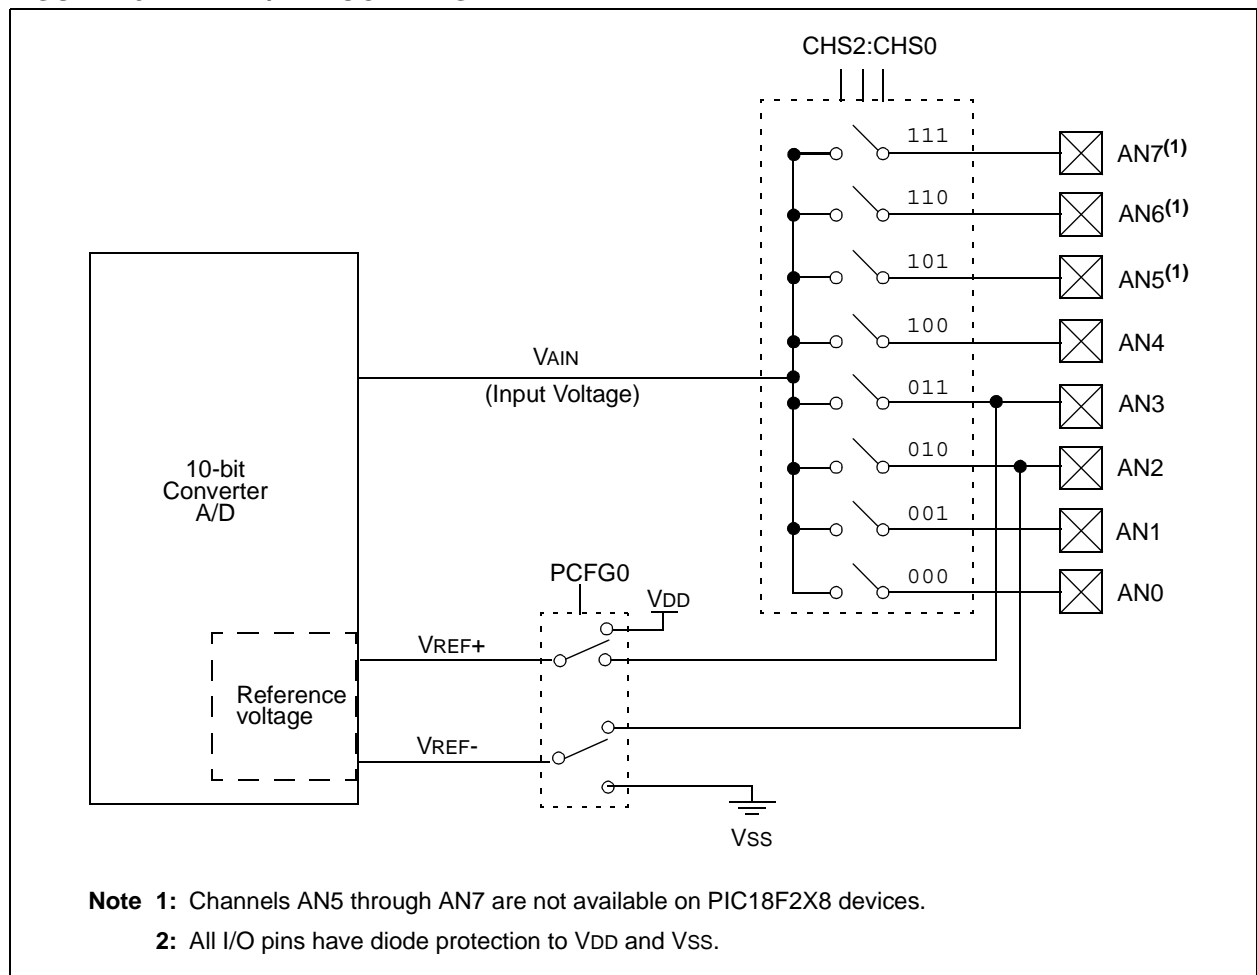 CHS2:CHS0
111
AN7(1)
110
AN6(1)
101
AN5(1)
100
AN4
VAIN
(Input Voltage)
011
AN3
010
AN2
10-bit
Converter
A/D
001
AN1
PCFG0
000
AN0
VDD
VREF+
Reference
voltage
VREF-
VSS
Note 1: Channels AN5 through AN7 are not available on PIC18F2X8 devices.
2: All I/O pins have diode protection to VDD and VSS.